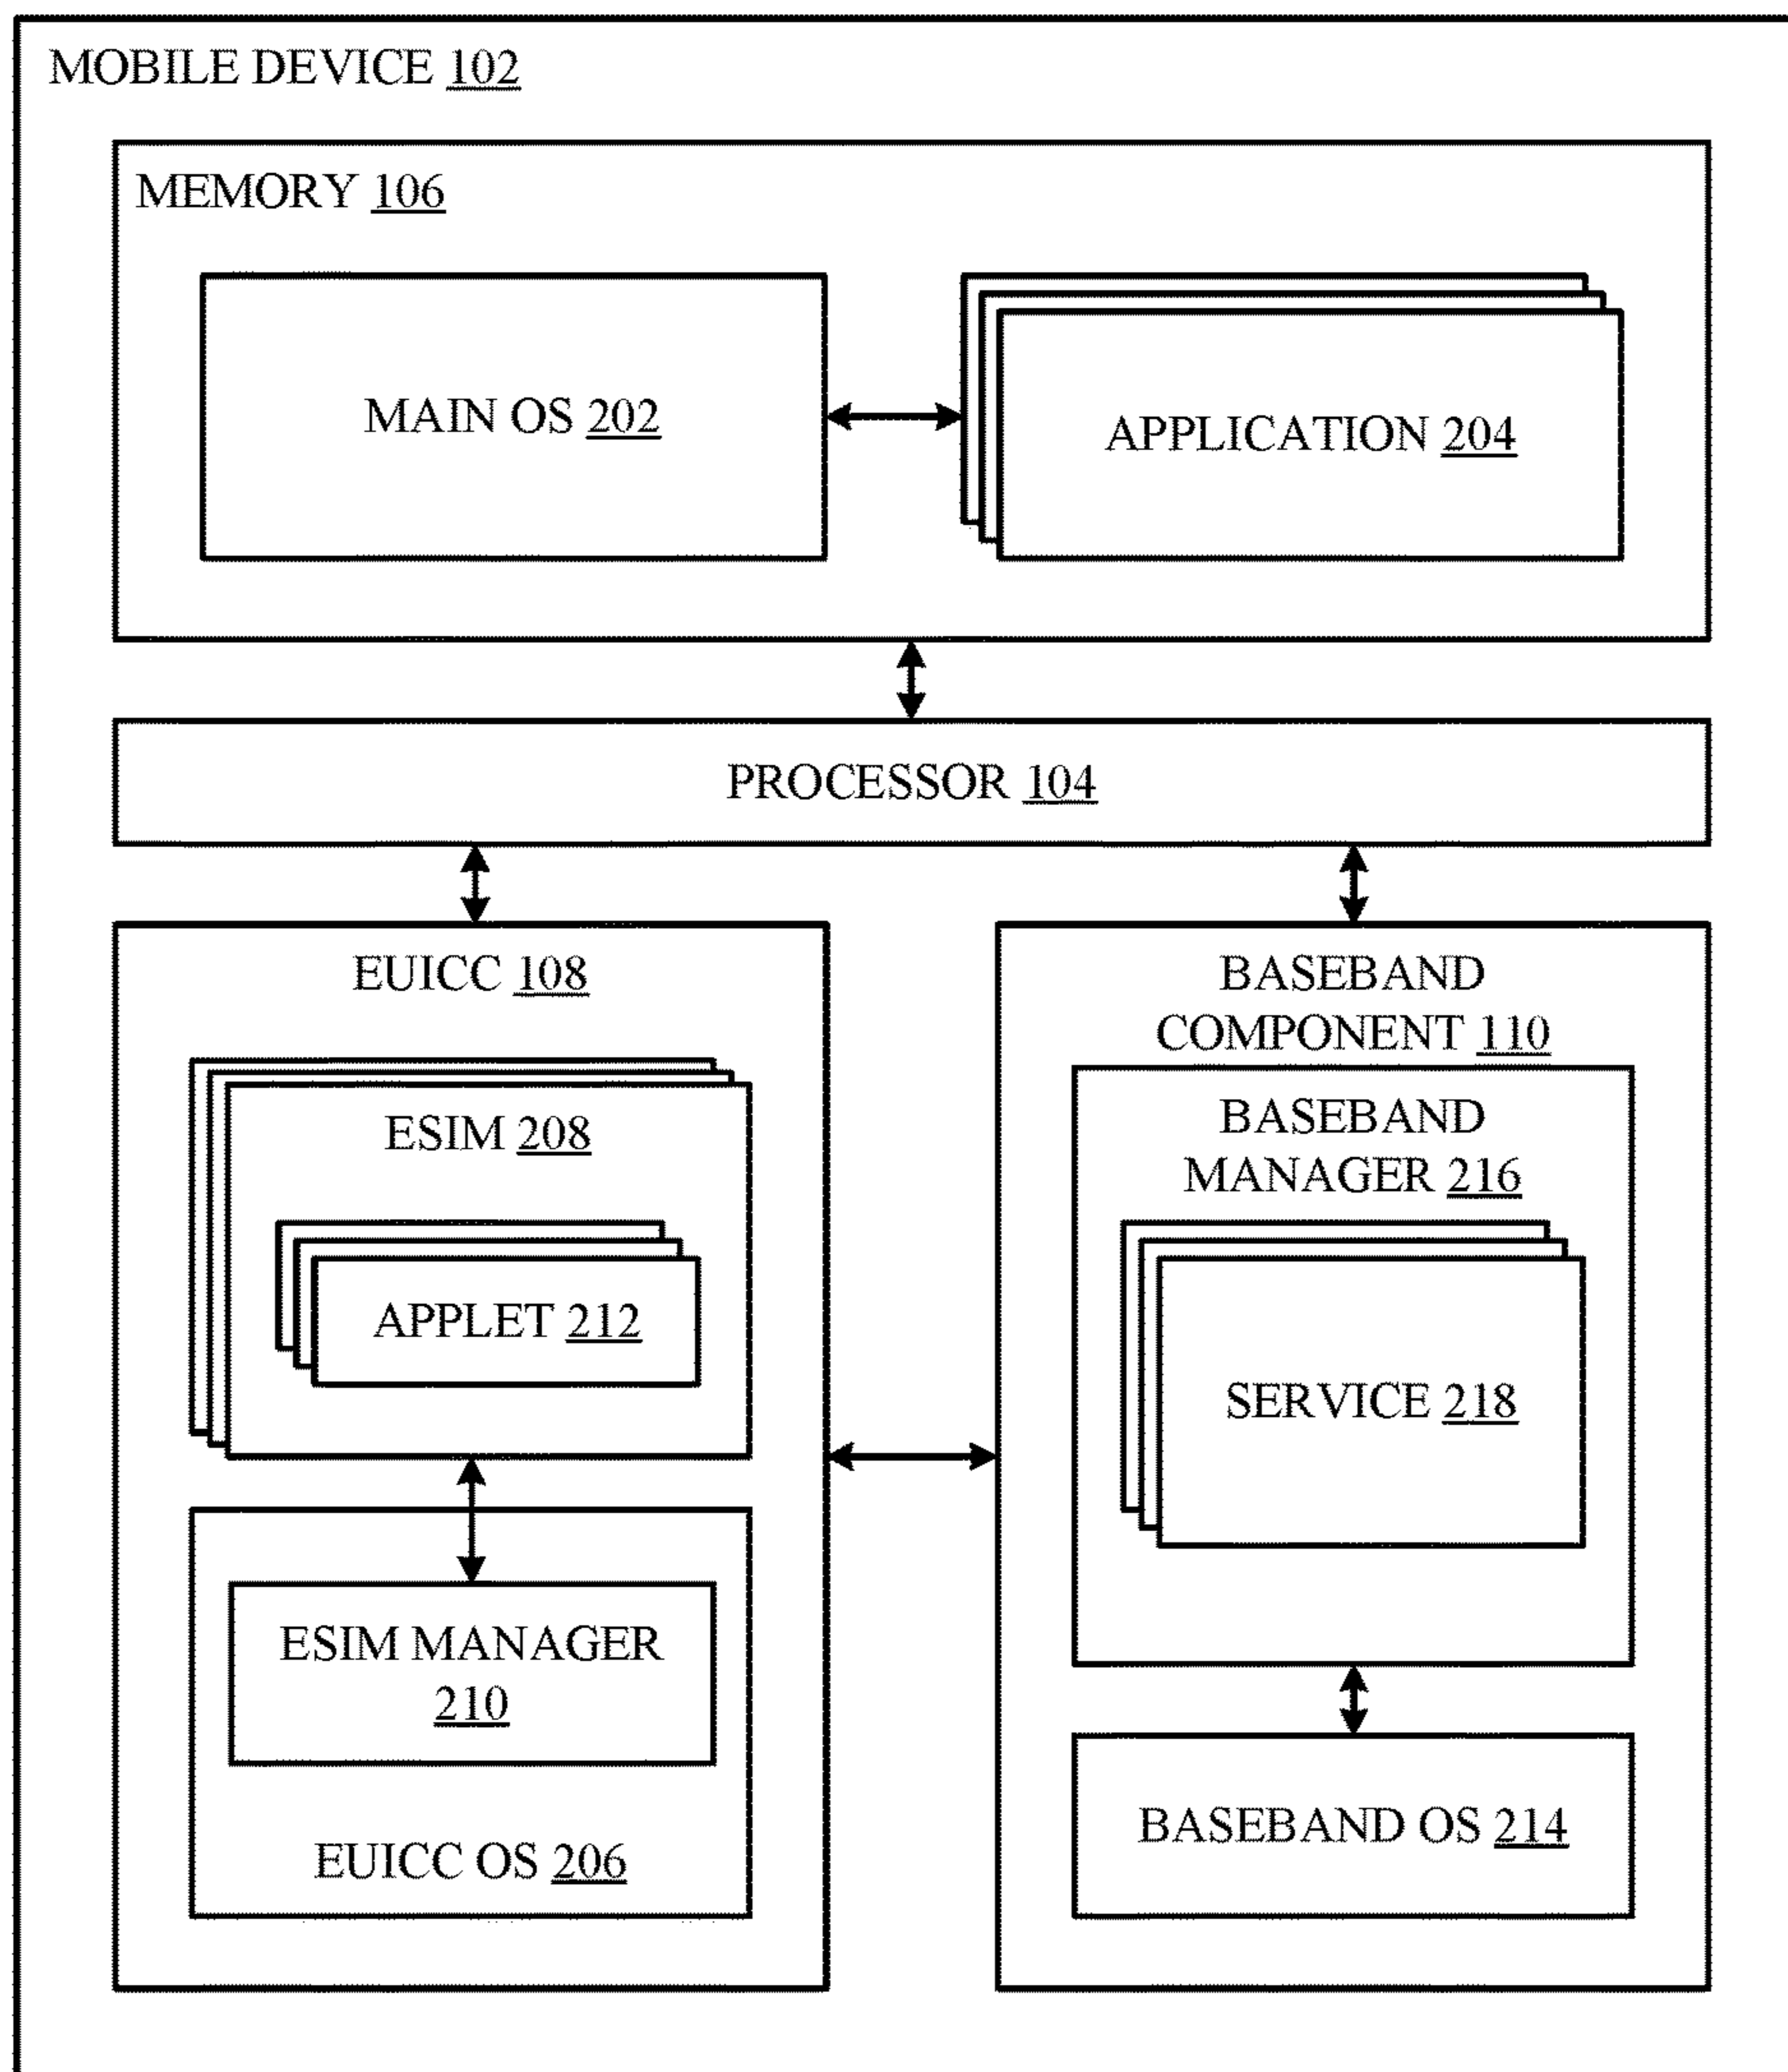 MOBILE DEVICE 102
MEMORY 106
MAIN OS 202
APPLICATION 204
PROCESSOR 104
EUICC 108
ESIM 208
APPLET 212
ESIM MANAGER
210
EUICC OS 206
BASEBAND
COMPONENT 110
BASEBAND
MANAGER 216
SERVICE 218
BASEBAND OS 214